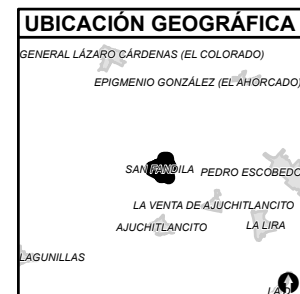 UBICACIÓN GEOGRÁFICA
GENERAL LÁZARO CÁRDENAS (EL COLORADO)
EPIGMENIO GONZÁLEZ (EL AHORCADO)
SAN FANDILA
PEDRO ESCOBEDO
LA VENTA DE AJUCHITLANCITO
AJUCHITLANCITO
LA LIRA
LAGUNILLAS